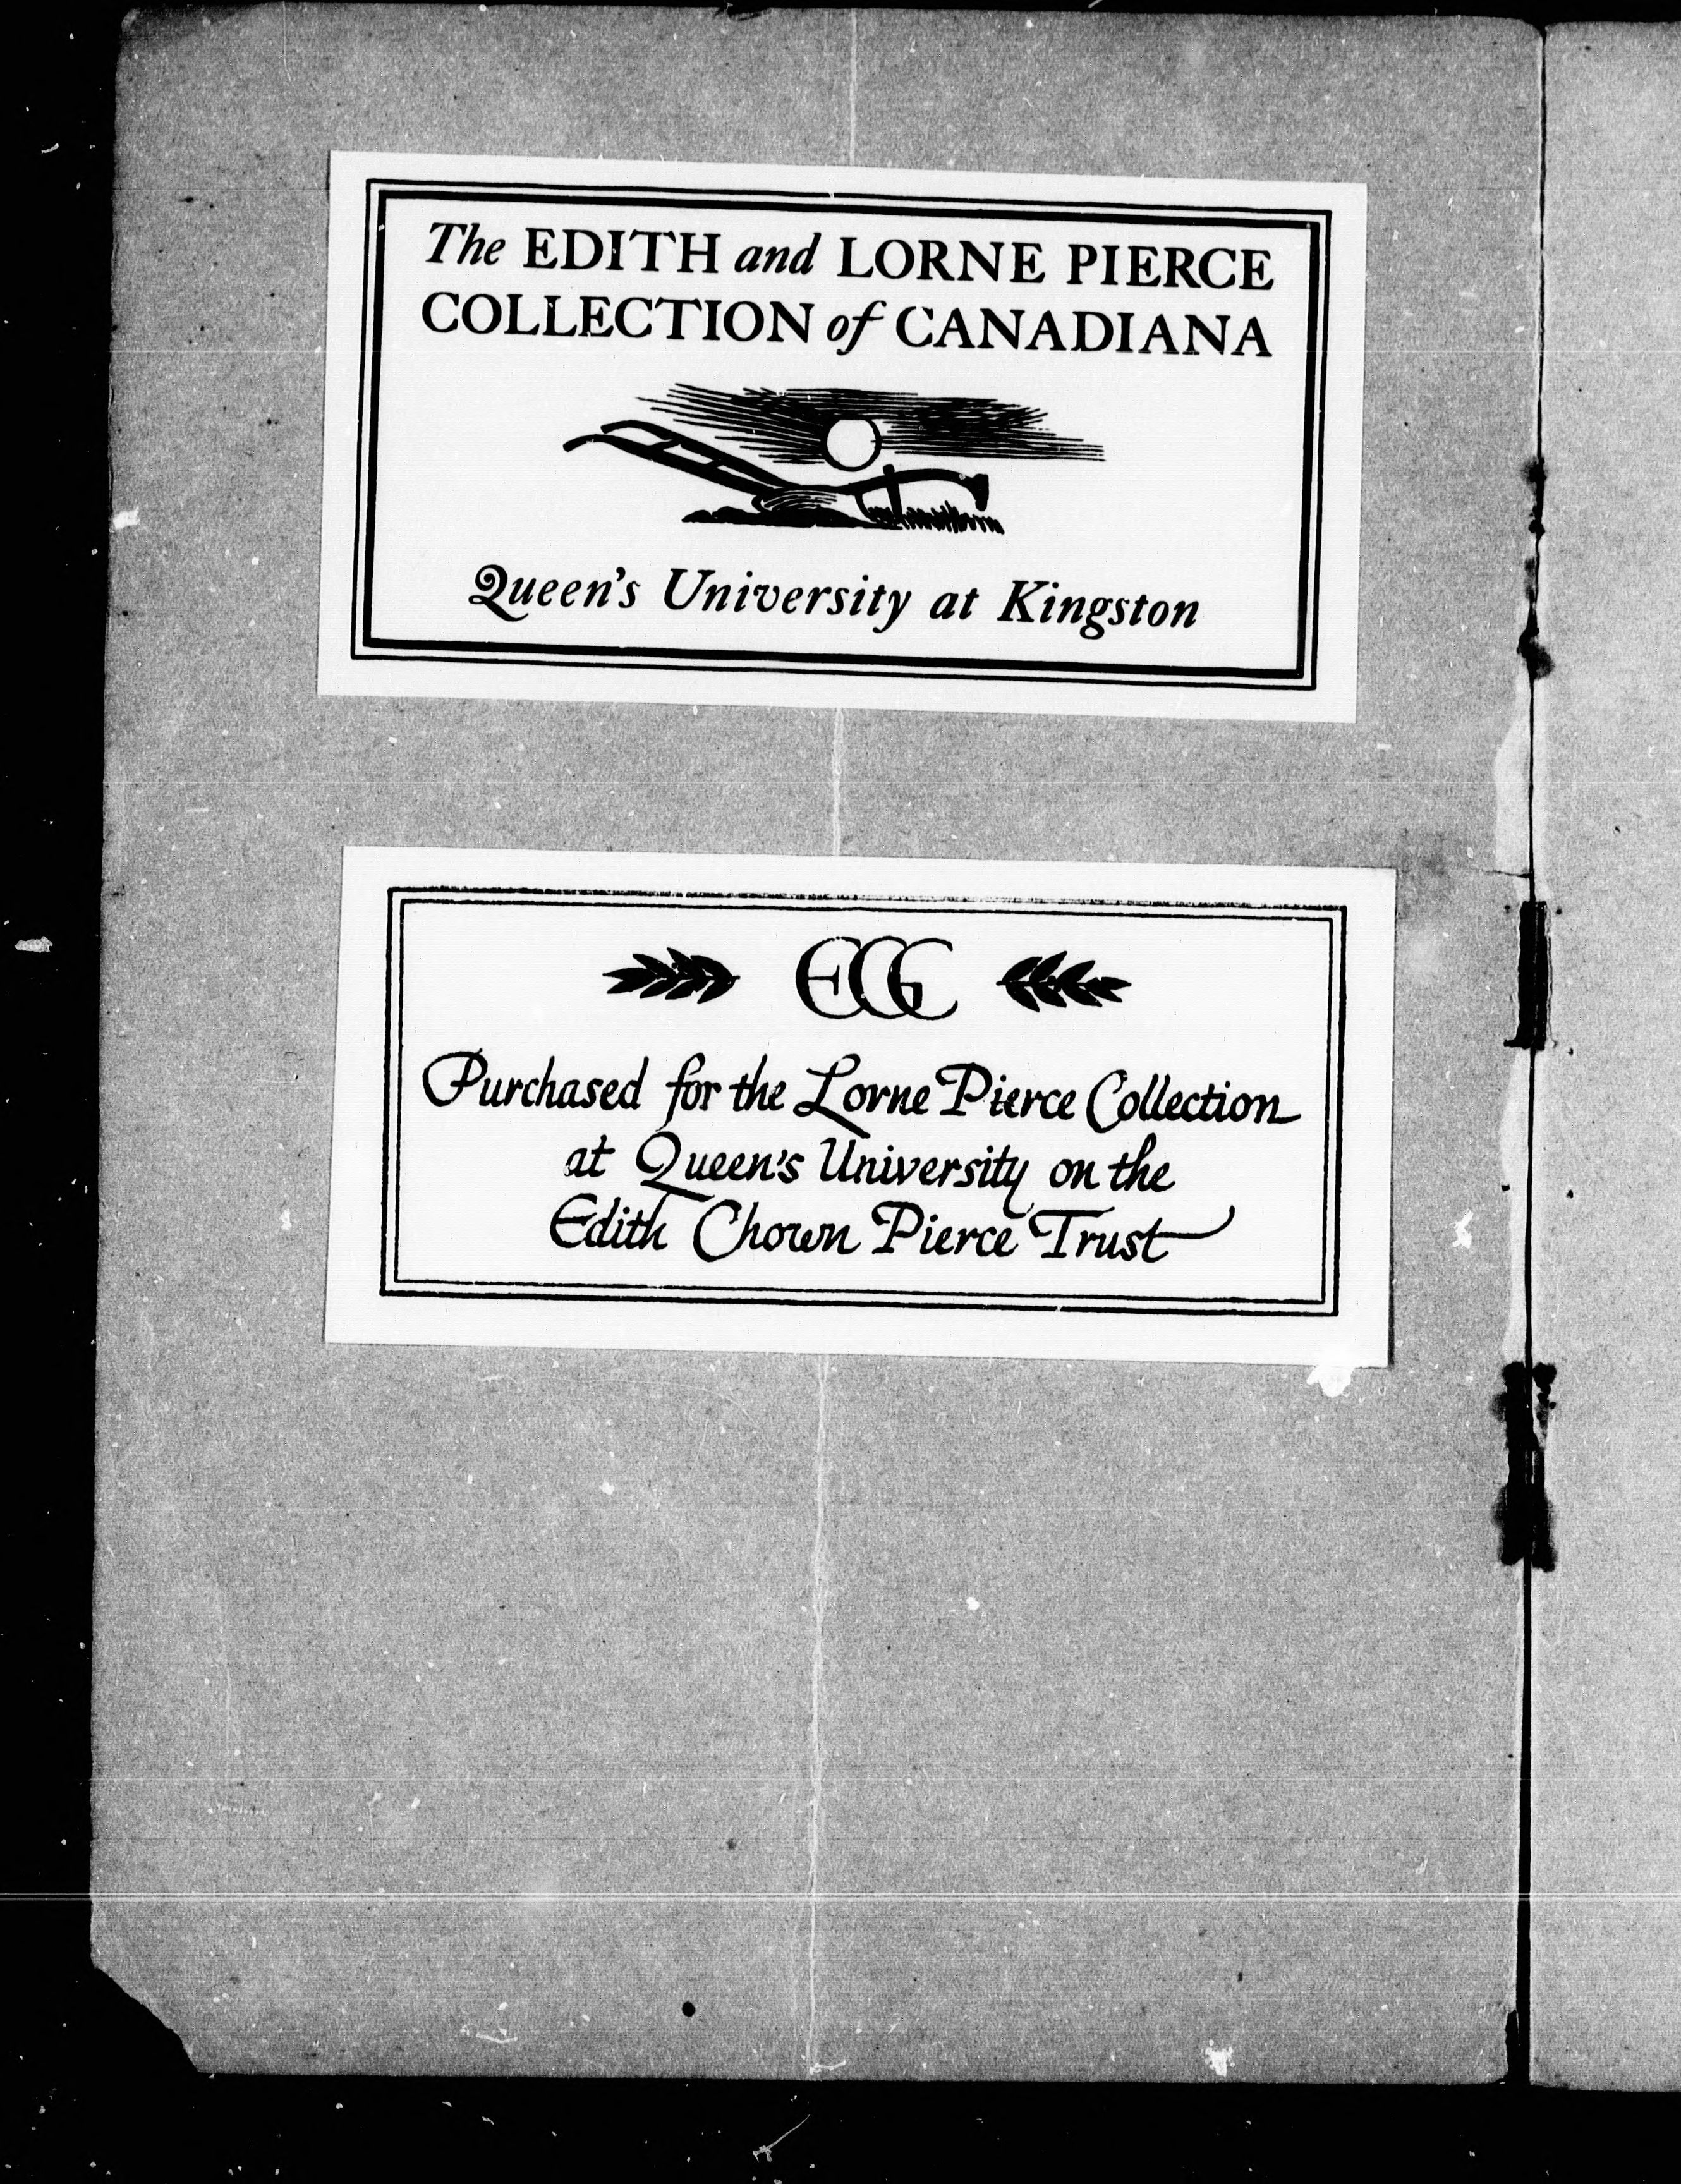 The EDITH and LORNE PIERCE
COLLECTION of CANADIANA
Queen's University at Kingston
Purchased for the Lorne Pierce Collection
at Queen's University on the
Edith Chown Pierce Trust